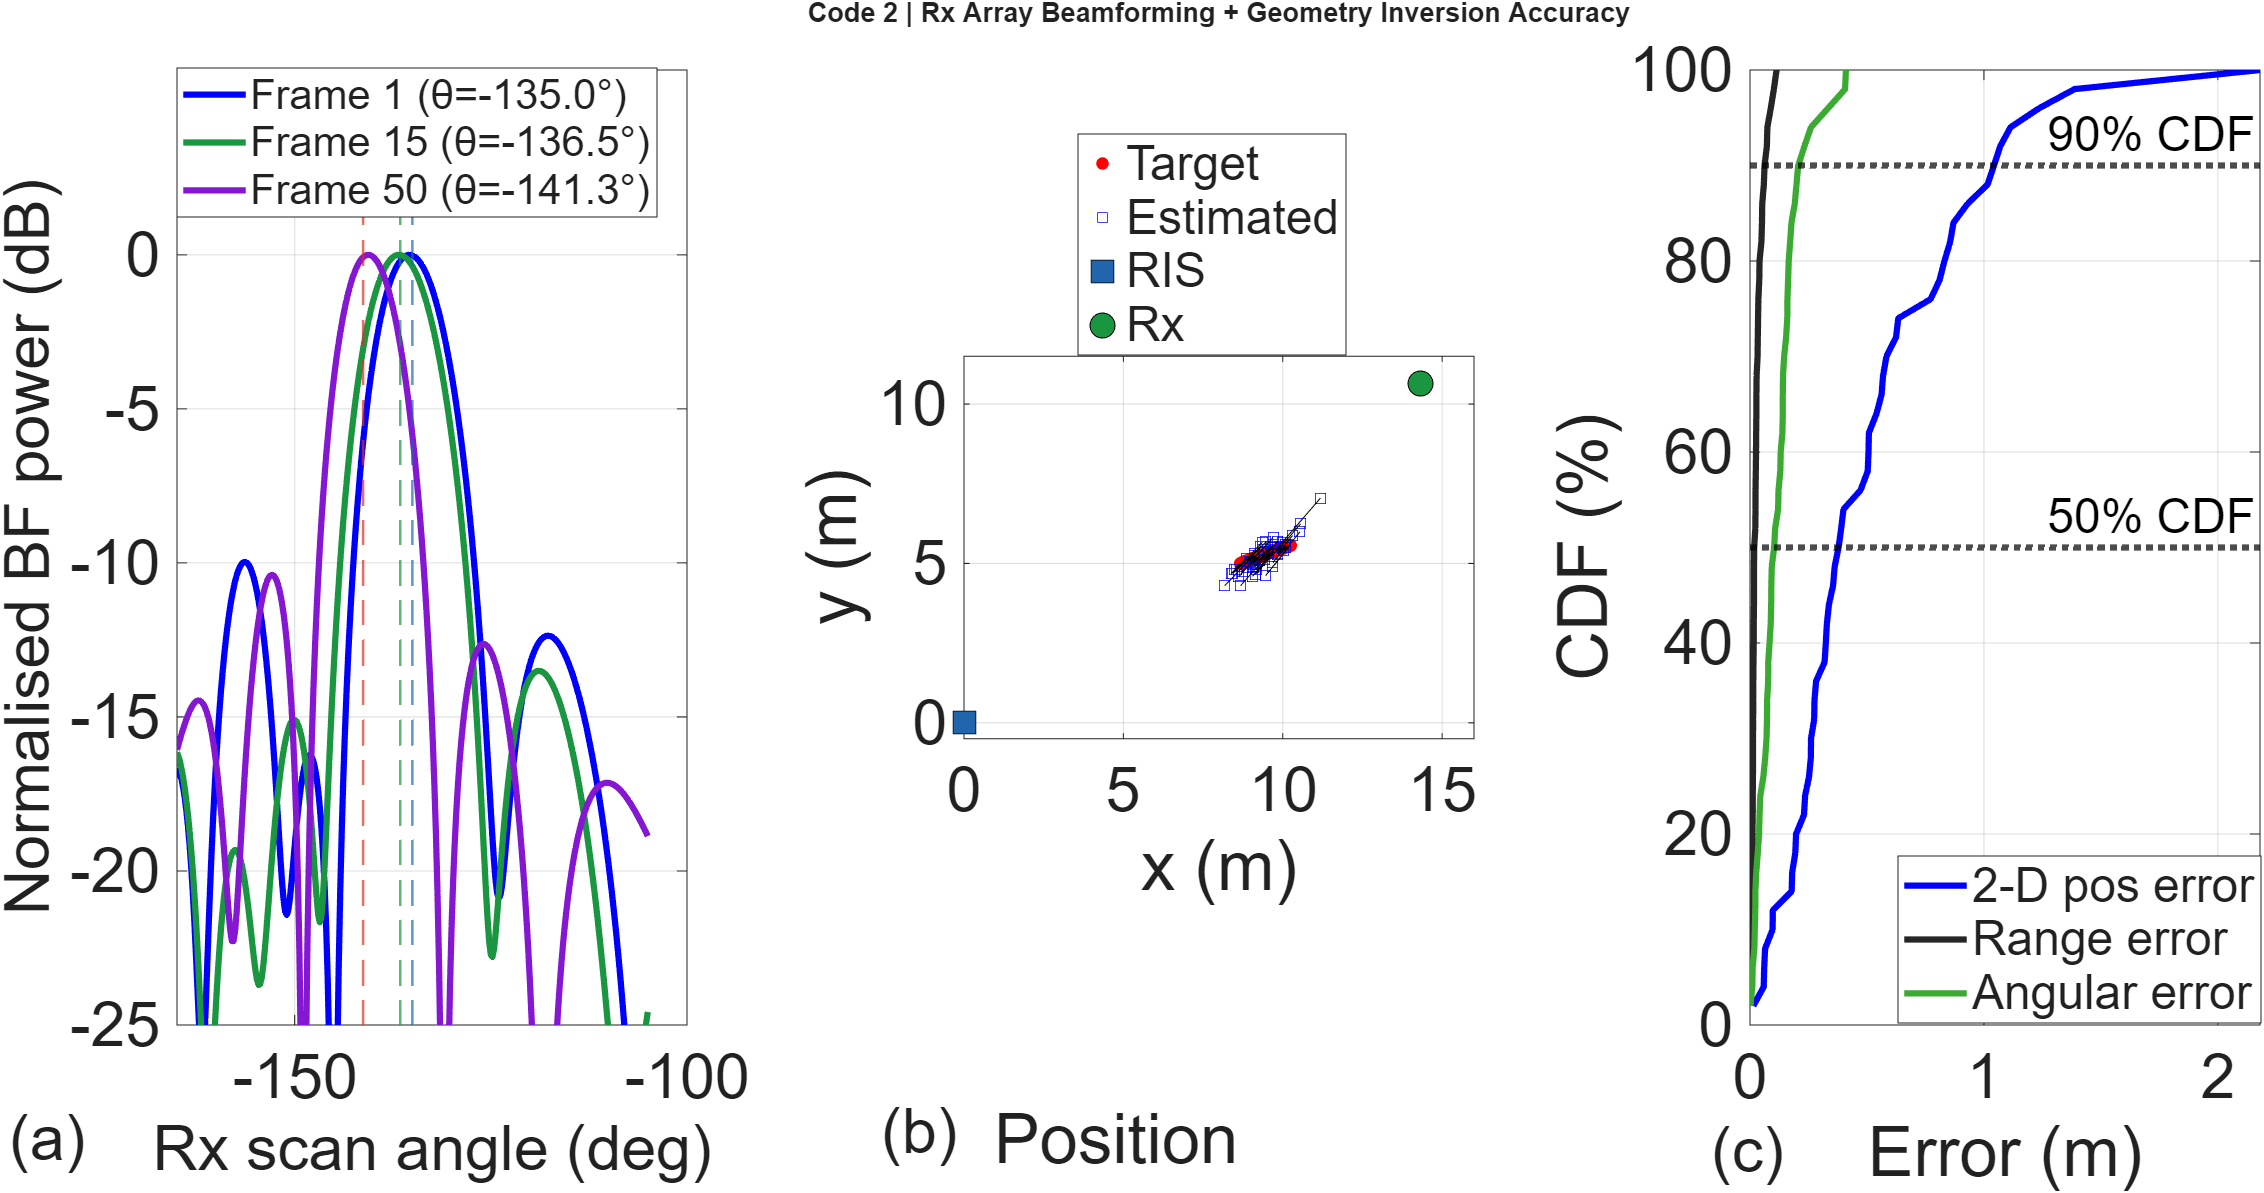 Code 2 | Rx Array Beamforming + Geometry Inversion Accuracy
Frame 1 (θ=-135.0°)
Frame 15 (θ=-136.5°)
Frame 50 (θ=-141.3°)
Normalised BF power (dB)
0
-5
-10
-15
-20
-25
-150
-100
(a)
Rx scan angle (deg)
Target
Estimated
RIS
Rx
y (m)
10
5
0
0
5
10
15
x (m)
(b)
Position
CDF (%)
100
80
60
40
20
0
90% CDF
50% CDF
2-D pos error
Range error
Angular error
0
1
2
(c)
Error (m)